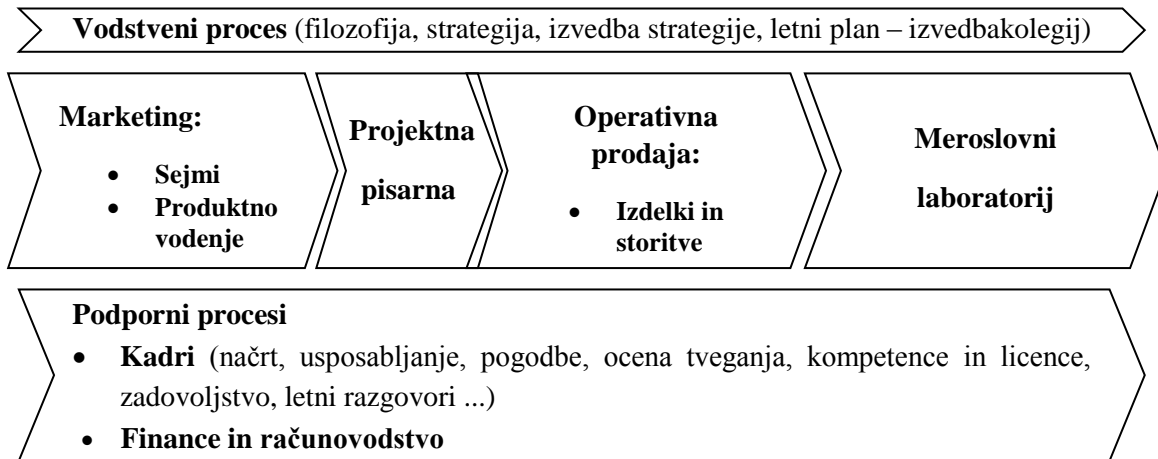 Vodstveni proces (filozofija, strategija, izvedba strategije, letni plan – izvedbakolegij)
Marketing:
• Sejmi
• Produktno
vodenje
Projektna
pisarna
Operativna
prodaja:
• Izdelki in
storitve
Meroslovni
laboratorij
Podporni procesi
• Kadri (načrt, usposabljanje, pogodbe, ocena tveganja, kompetence in licence,
zadovoljstvo, letni razgovori ...)
• Finance in računovodstvo